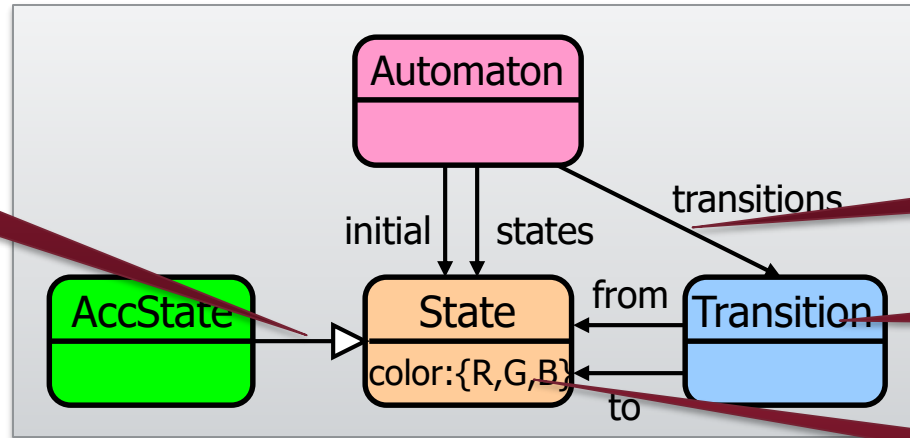 Automaton
transitions
initial
states
AccState
State
color:{R,G,B}
from
to
Transition